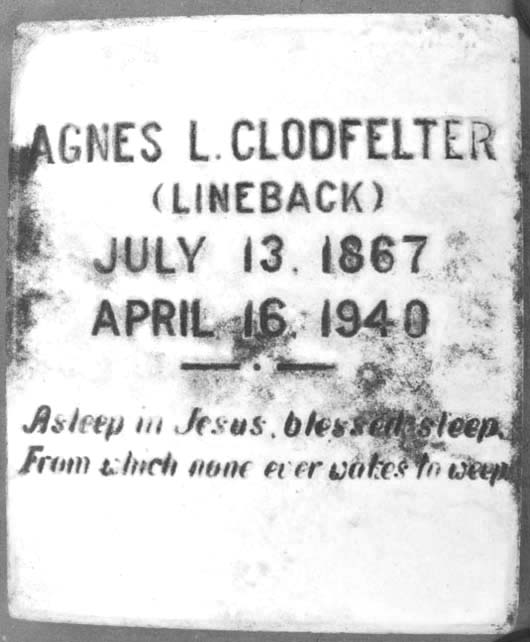 AGNES L. CLODFELTER
(LINEBACK)
JULY 13, 1867
APRIL 16, 1940
Asleep in Jesus, blessed sleep,
From which none ever wakes to weep.